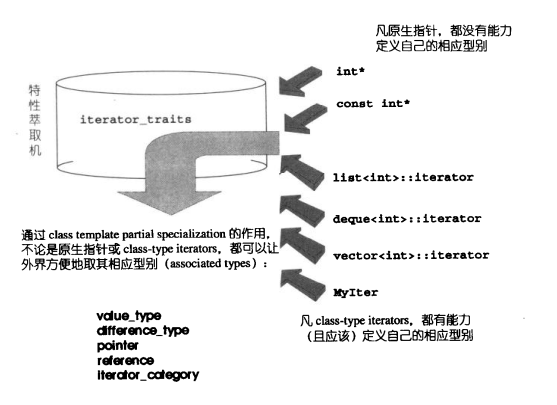 凡原生指针，都没有能力
定义自己的相应型别
int*
const int*
特性萃取机
iterator_traits
list<int>::iterator
deque<int>::iterator
vector<int>::iterator
MyIter
通过 class template partial specialization 的作用，
不论是原生指针或 class-type iterators，都可以让
外界方便地取其相应型别（associated types）：
value_type
difference_type
pointer
reference
iterator_category
凡 class-type iterators，都有能力
（且应该）定义自己的相应型别